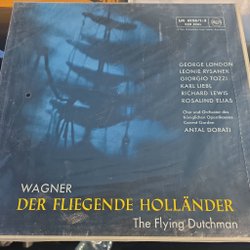 GEORGE LONDON
LEONIE RYSANEK
GIORGIO TOZZI
KARL LIEBL
RICHARD LEWIS
ROSALIND ELIAS
Chor und Orchester des
Königlichen Opernhauses
Covent Garden
ANTAL DORATI
WAGNER
DER FLIEGENDE HOLLÄNDER
The Flying Dutchman